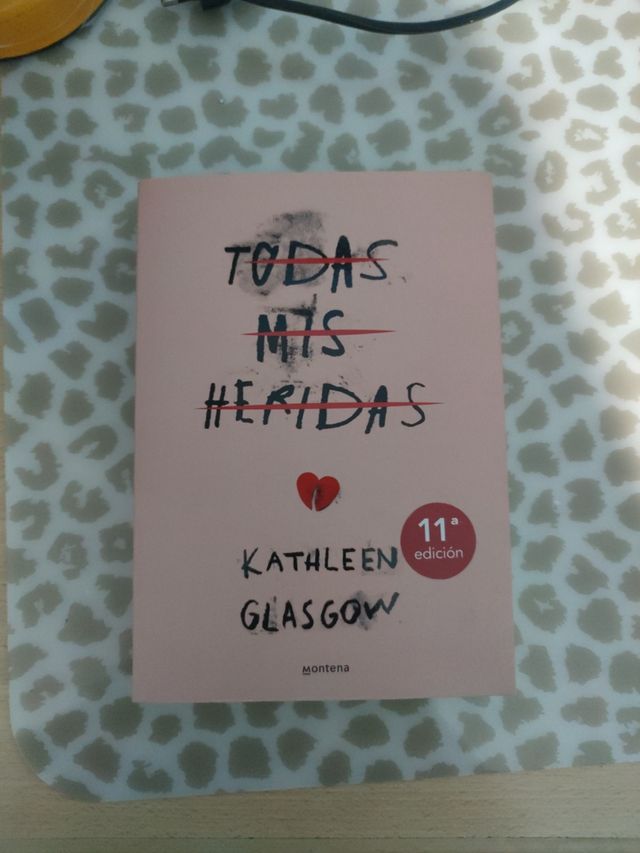 TODAS
MIS
HERIDAS
11ª
edición
KATHLEEN
GLASGOW
Montena